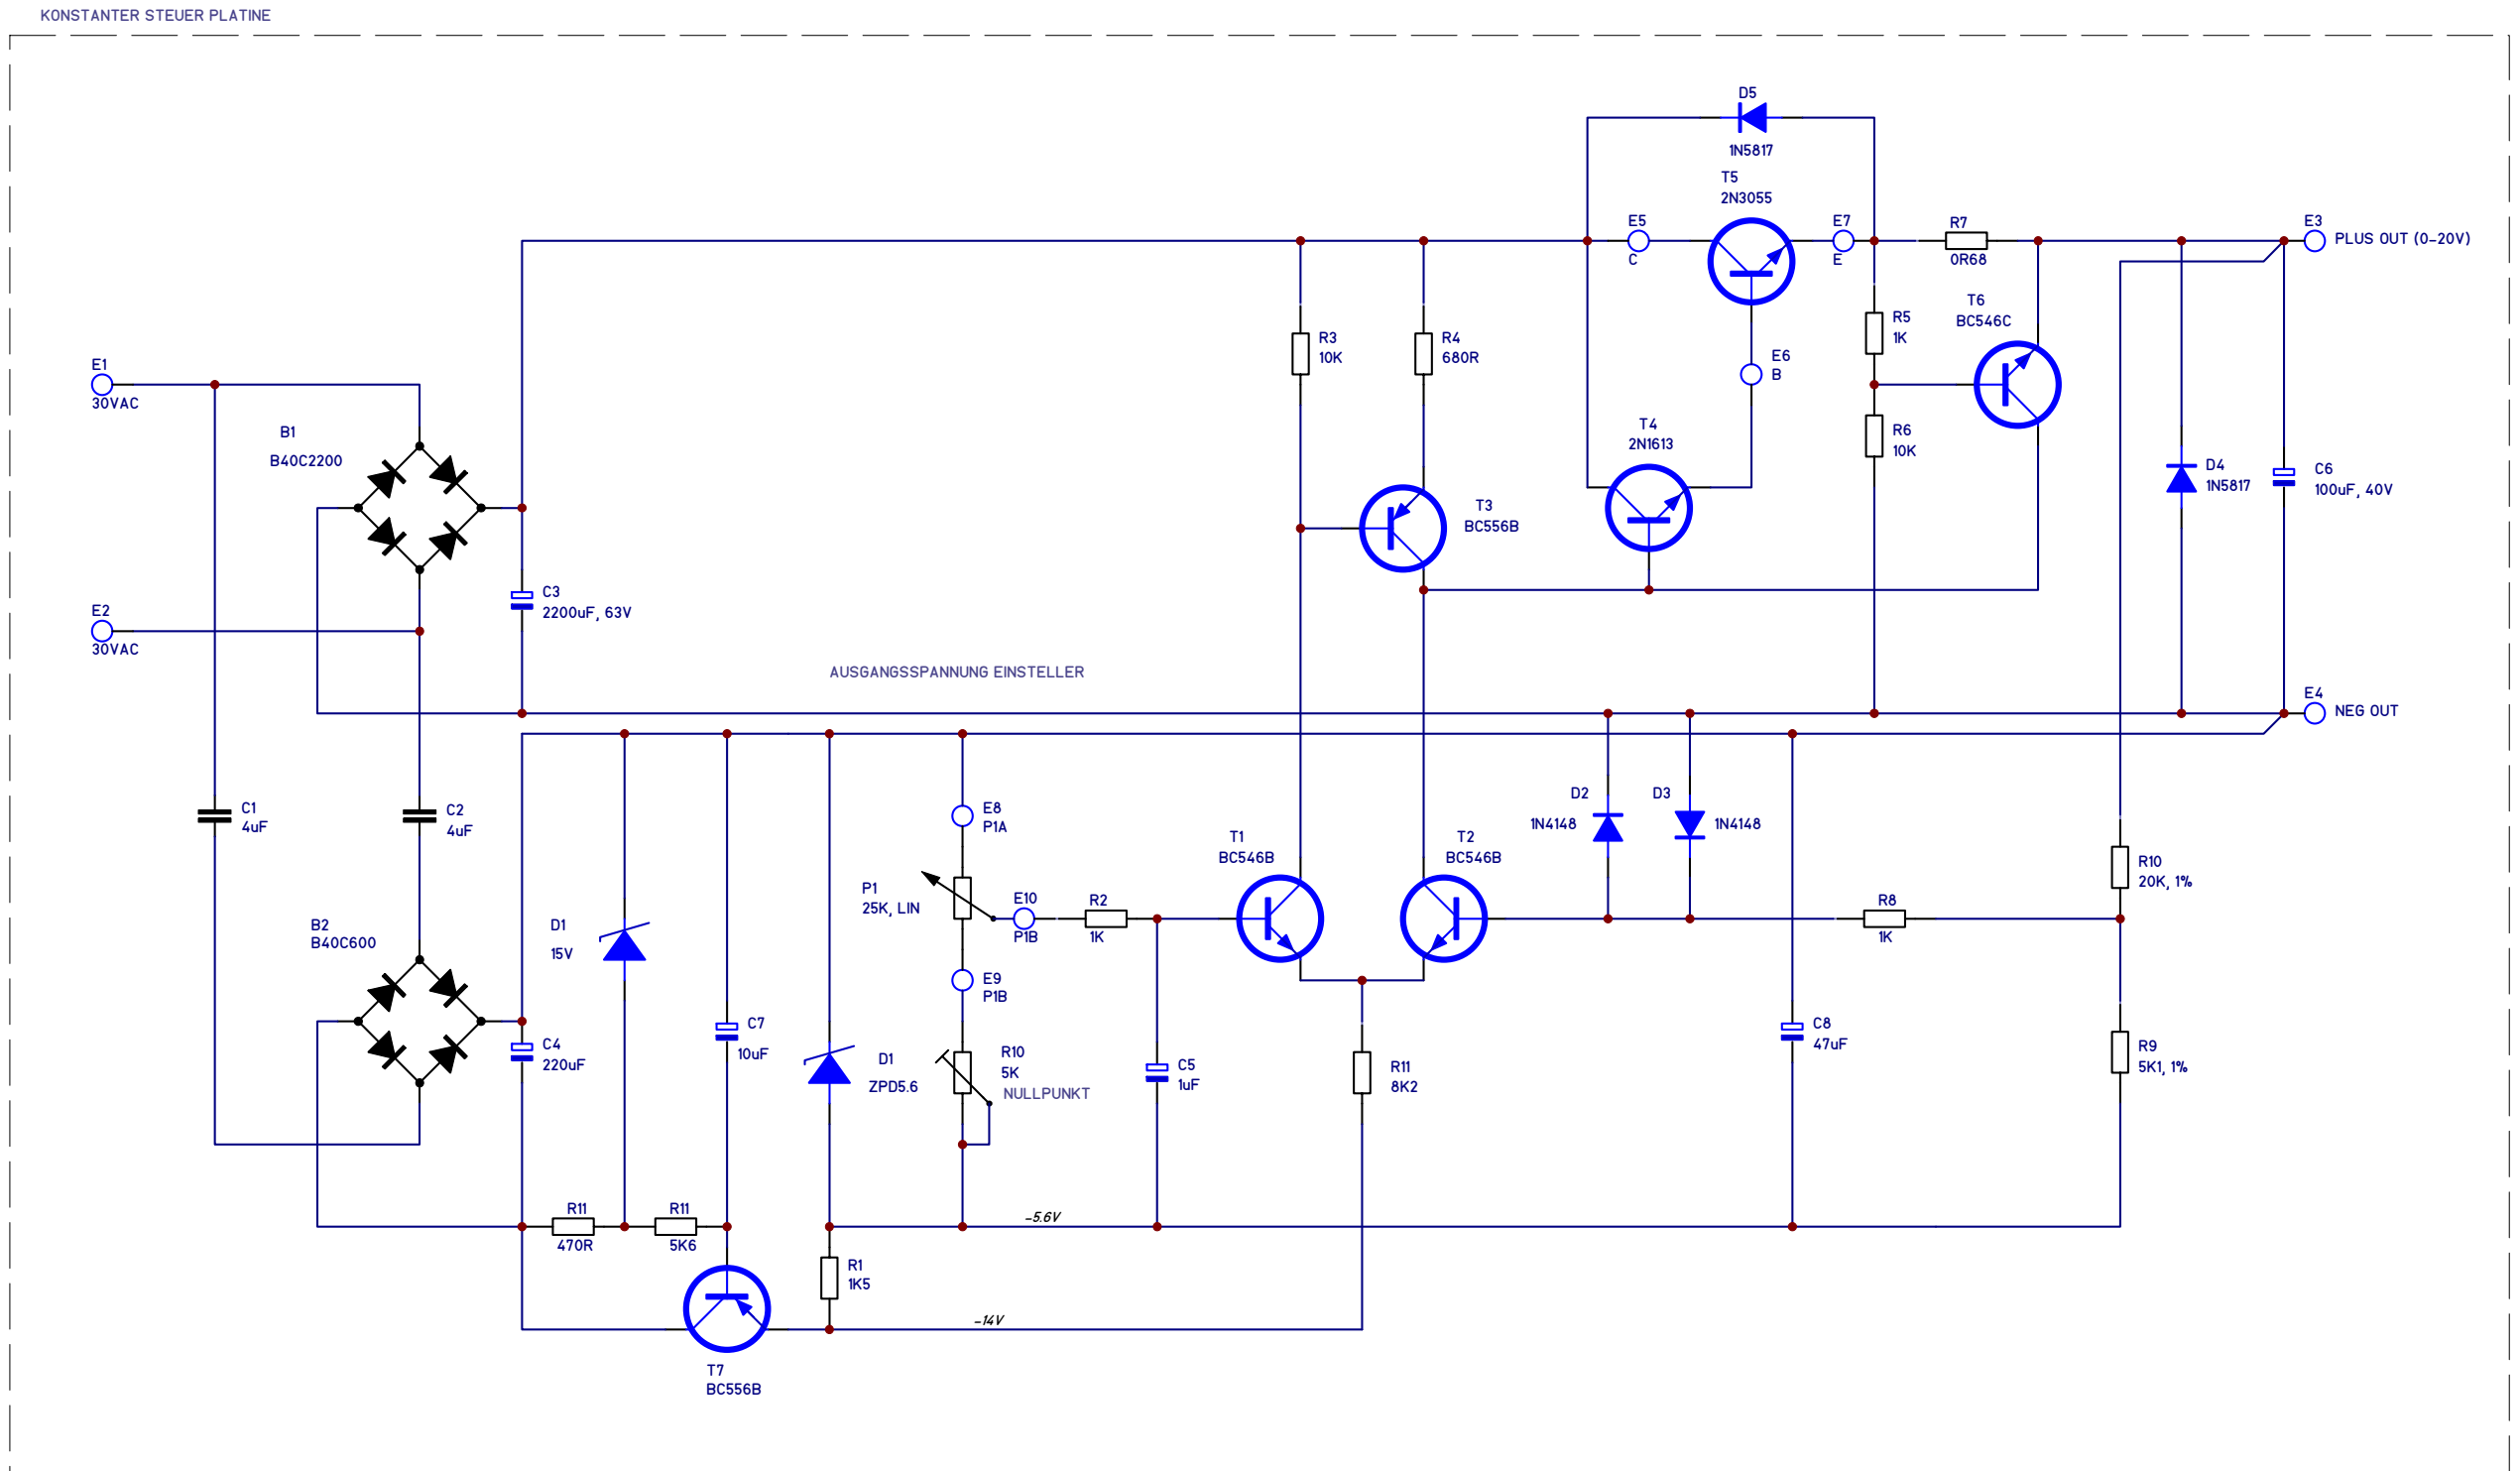 KONSTANTER STEUER PLATINE
D5
1N5817
T5
2N3055
E5
C
E7
E
R7
0R68
E3
PLUS OUT (0-20V)
T6
BC546C
R3
10K
R4
680R
E6
B
R5
1K
E1
30VAC
B1
B40C2200
T4
2N1613
R6
10K
D4
1N5817
C6
100uF, 40V
T3
BC556B
C3
2200uF, 63V
E2
30VAC
AUSGANGSSPANNUNG EINSTELLER
E4
NEG OUT
C1
4uF
C2
4uF
E8
P1A
D2
1N4148
D3
1N4148
T1
BC546B
T2
BC546B
R10
20K, 1%
P1
25K, LIN
E10
P1B
R2
1K
R8
1K
B2
B40C600
D1
15V
E9
P1B
C4
220uF
C7
10uF
D1
ZPD5.6
R10
5K
NULLPUNKT
C5
1uF
R11
8K2
C8
47uF
R9
5K1, 1%
R11
470R
R11
5K6
-5.6V
R1
1K5
-14V
T7
BC556B